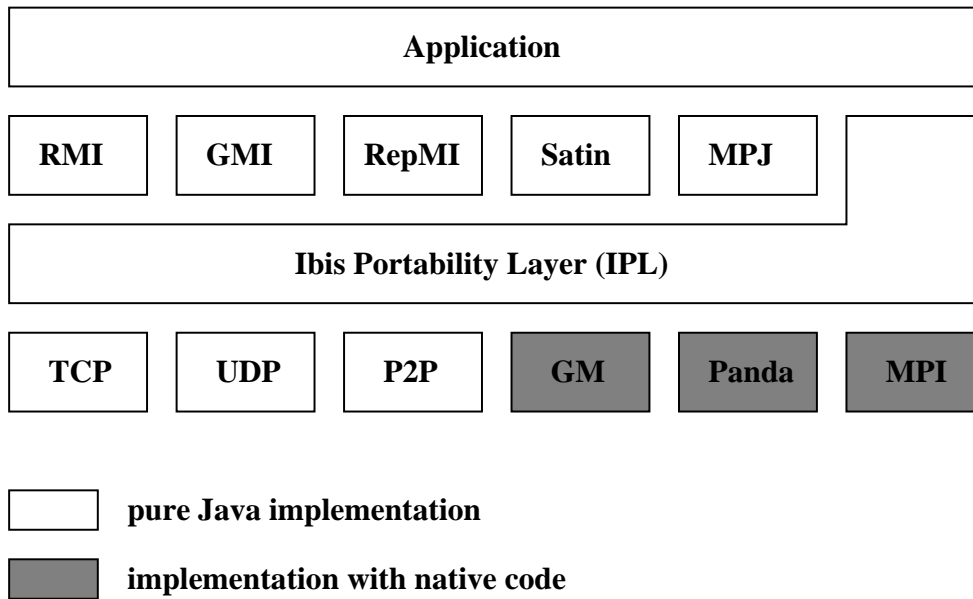 Application
RMI GMI RepMI Satin MPJ
Ibis Portability Layer (IPL)
TCP UDP P2P GM Panda MPI
pure Java implementation
implementation with native code